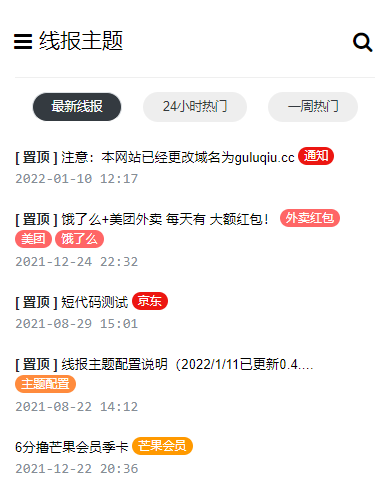 线报主题
最新线报 24小时热门 一周热门
[ 置顶 ] 注意：本网站已经更改域名为guluqiu.cc 通知
2022-01-10 12:17
[ 置顶 ] 饿了么+美团外卖 每天有 大额红包！ 外卖红包
美团 饿了么
2021-12-24 22:32
[ 置顶 ] 短代码测试 京东
2021-08-29 15:01
[ 置顶 ] 线报主题配置说明（2022/1/11已更新0.4....
主题配置
2021-08-22 14:12
6分撸芒果会员季卡 芒果会员
2021-12-22 20:36